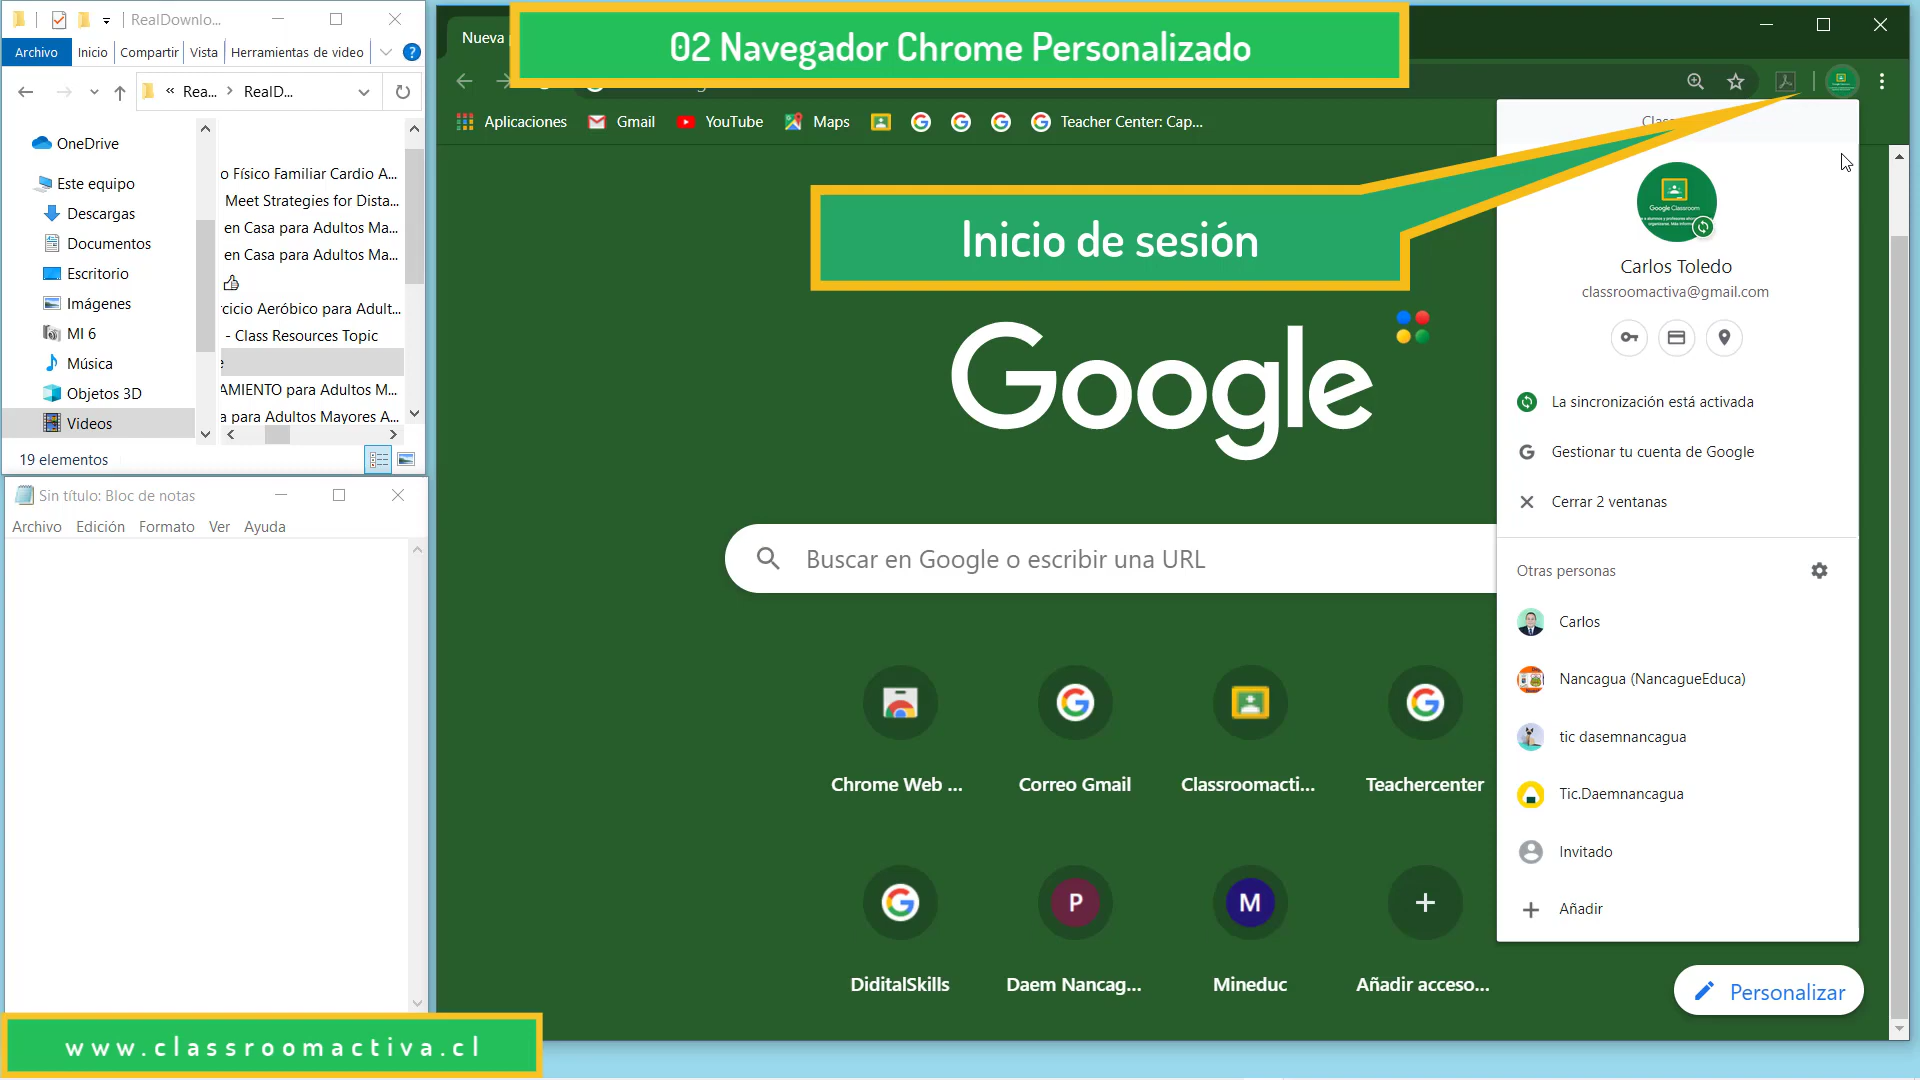 RealDownlo...
Archivo Inicio Compartir Vista Herramientas de video
« Rea... > RealD...
OneDrive
Este equipo
Descargas
Documentos
Escritorio
Imágenes
MI 6
Música
Objetos 3D
Videos
o Físico Familiar Cardio A...
Meet Strategies for Dista...
en Casa para Adultos Ma...
en Casa para Adultos Ma...
rcicio Aeróbico para Adult...
- Class Resources Topic
AMIENTO para Adultos M...
a para Adultos Mayores A...
19 elementos
Sin título: Bloc de notas
Archivo Edición Formato Ver Ayuda
www.classroomactiva.cl
Nueva
02 Navegador Chrome Personalizado
Aplicaciones Gmail YouTube Maps Teacher Center: Cap...
Inicio de sesión
Google
Buscar en Google o escribir una URL
Chrome Web ... Correo Gmail Classroomacti... Teachercenter
P M
DiditalSkills Daem Nancag... Mineduc Añadir acceso...
Google Classroom
Carlos Toledo
classroomactiva@gmail.com
La sincronización está activada
Gestionar tu cuenta de Google
Cerrar 2 ventanas
Otras personas
Carlos
Nancagua (NancagueEduca)
tic dasemnancagua
Tic.Daemnancagua
Invitado
Añadir
Personalizar